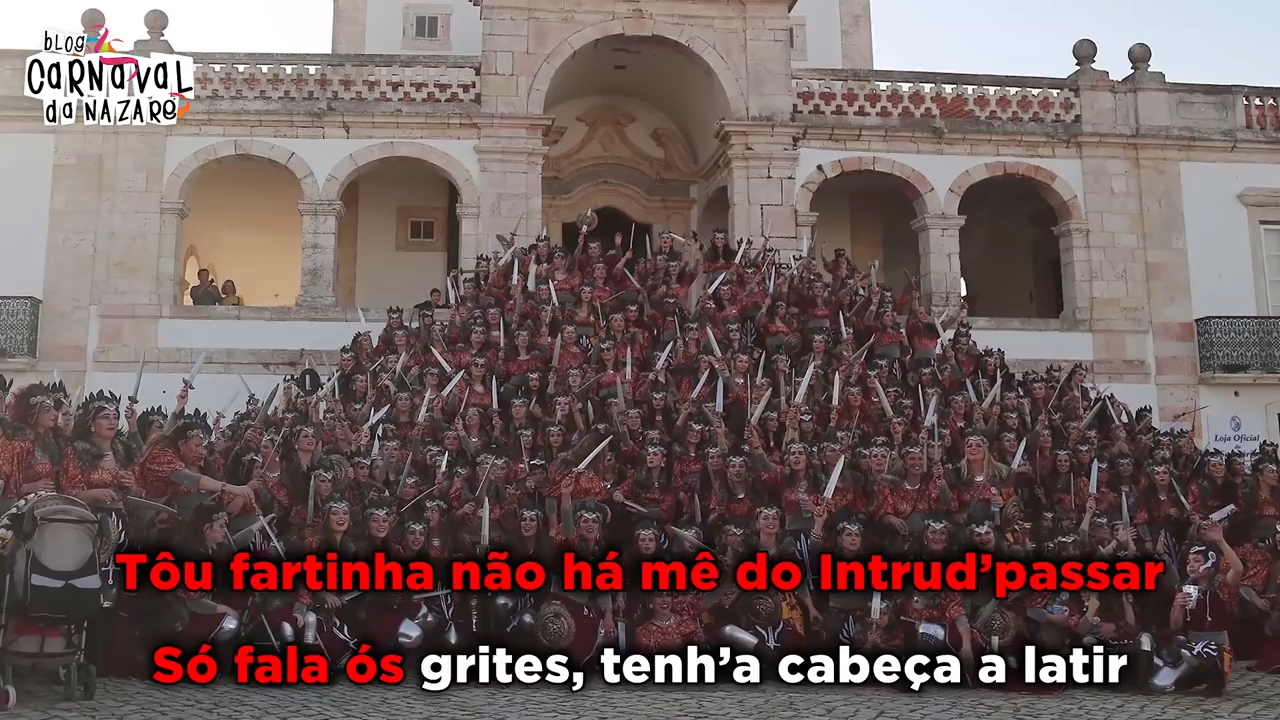 BLOG
CARNAVAL
da NAZARé
Loja Oficial
Tôu fartinha não há mê do Intrud’passar
Só fala ós grites, tenh’a cabeça a latir